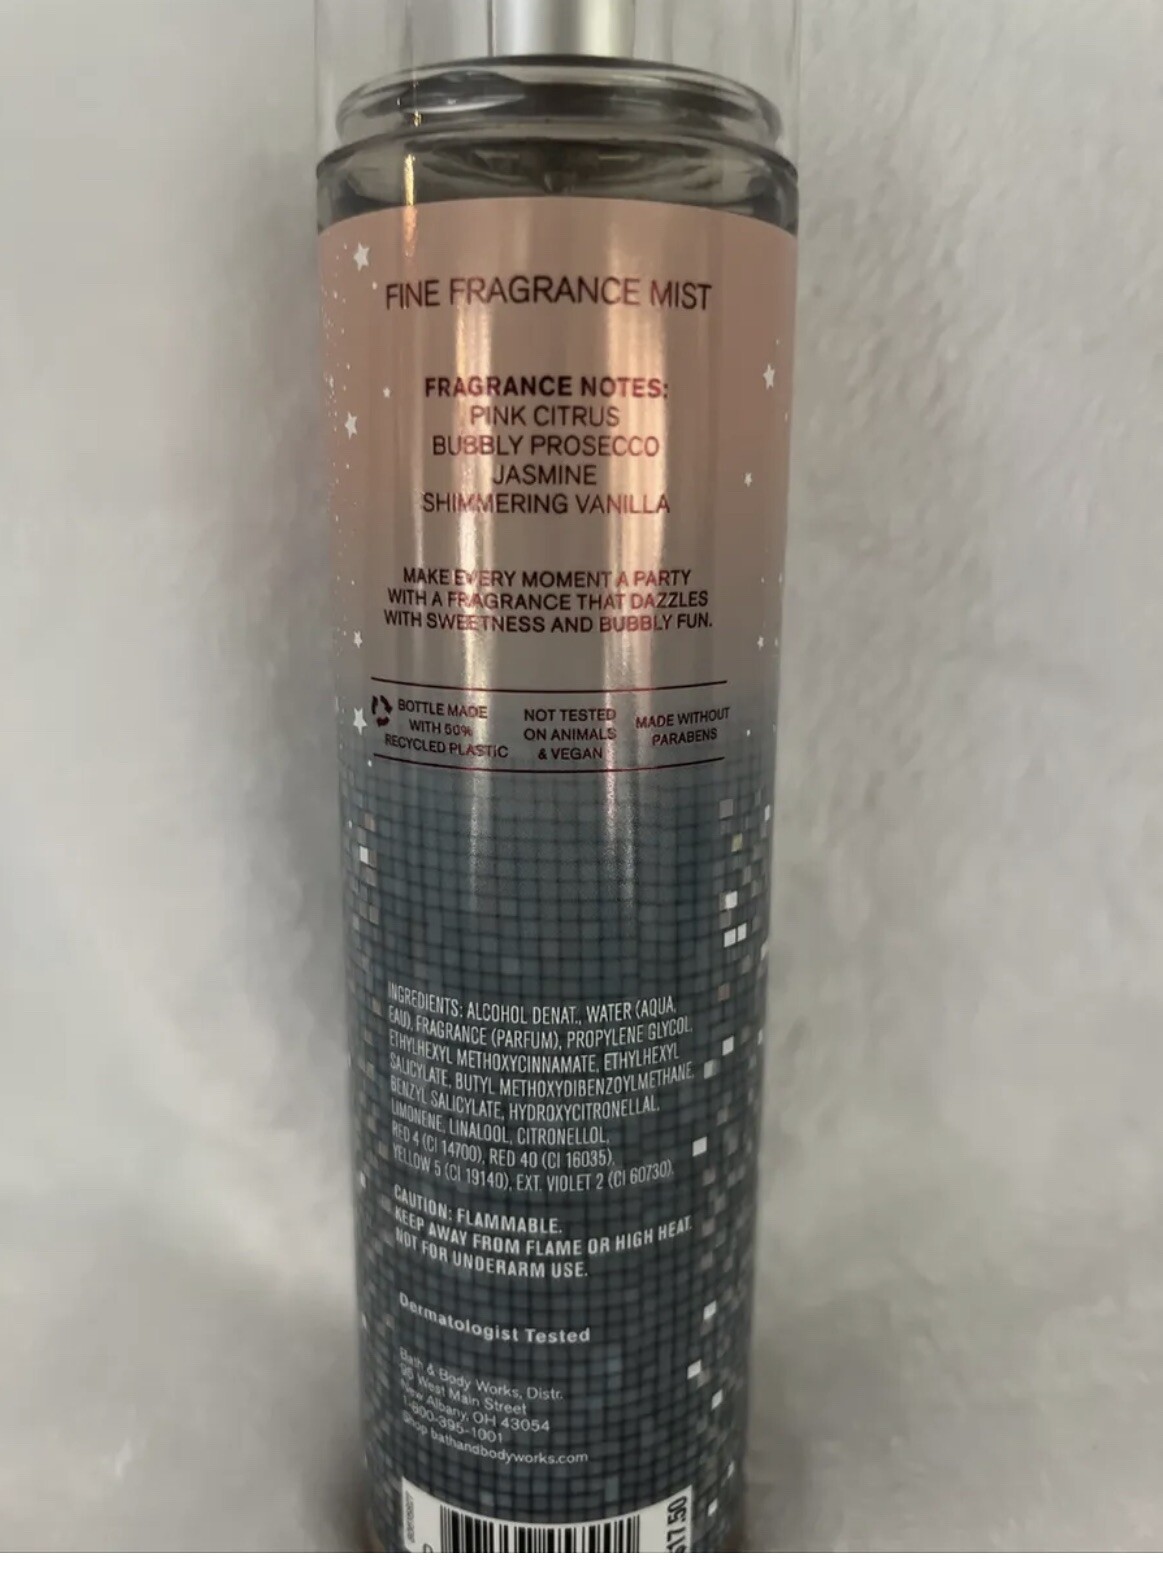 FINE FRAGRANCE MIST
FRAGRANCE NOTES:
PINK CITRUS
BUBBLY PROSECCO
JASMINE
SHIMMERING VANILLA
MAKE EVERY MOMENT A PARTY
WITH A FRAGRANCE THAT DAZZLES
WITH SWEETNESS AND BUBBLY FUN.
BOTTLE MADE
WITH 50%
RECYCLED PLASTIC
NOT TESTED
ON ANIMALS
& VEGAN
MADE WITHOUT
PARABENS
INGREDIENTS: ALCOHOL DENAT., WATER (AQUA,
EAU), FRAGRANCE (PARFUM), PROPYLENE GLYCOL,
ETHYLHEXYL METHOXYCINNAMATE, ETHYLHEXYL
SALICYLATE, BUTYL METHOXYDIBENZOYLMETHANE,
BENZYL SALICYLATE, HYDROXYCITRONELLAL,
LIMONENE, LINALOOL, CITRONELLOL,
RED 4 (CI 14700), RED 40 (CI 16035),
YELLOW 5 (CI 19140), EXT. VIOLET 2 (CI 60730).
CAUTION: FLAMMABLE.
KEEP AWAY FROM FLAME OR HIGH HEAT.
NOT FOR UNDERARM USE.
Dermatologist Tested
Bath & Body Works, Distr.
95 West Main Street
New Albany, OH 43054
1-800-395-1001
Shop bathandbodyworks.com
$17.50